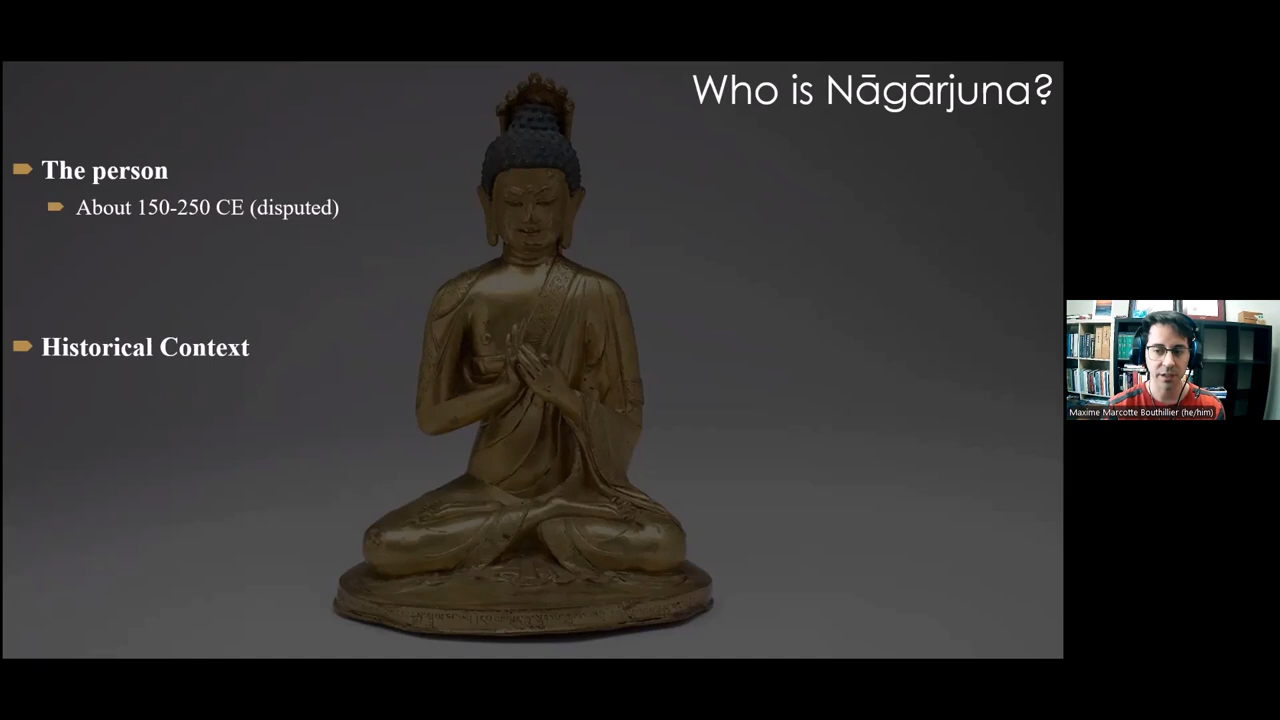 Who is Nāgārjuna?
The person
About 150-250 CE (disputed)
Historical Context
Maxime Marcotte Bouthillier (he/him)